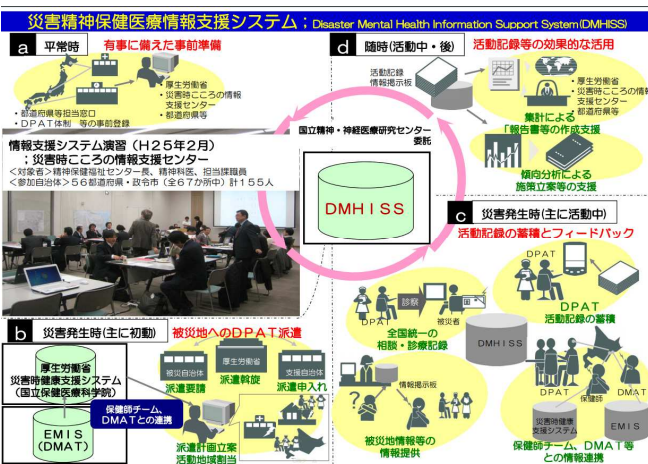 災害精神保健医療情報支援システム；Disaster Mental Health Information Support System(DMHISS)
a 平常時
有事に備えた事前準備
厚生労働省
・災害時こころの情報
支援センター
・都道府県等
・都道府県等担当窓口
・DPAT体制 等の事前登録
情報支援システム演習（H25年2月）
；災害時こころの情報支援センター
＜対象者＞精神保健福祉センター長、精神科医、担当課職員
＜参加自治体＞56都道府県・政令市（全67か所中）計155人
国立精神・神経医療研究センター
委託
DMHISS
d 随時(活動中・後)
活動記録等の効果的な活用
活動記録
情報掲示板
・厚生労働省
・災害時こころの情報
支援センター
・都道府県等
集計による
「報告書等の作成支援
傾向分析による
施策立案等の支援
c 災害発生時(主に活動中)
活動記録の蓄積とフィードバック
DPAT
DPAT
活動記録の蓄積
診察
DPAT
被災者
全国統一の
相談・診療記録
DMHISS
情報掲示板
被災地情報等の
情報提供
DPAT
保健師
DMAT
災害時健康
支援システム
EMIS
保健師チーム、DMAT等
との情報連携
b 災害発生時(主に初動)
被災地へのDPAT派遣
厚生労働省
災害時健康支援システム
（国立保健医療科学院）
被災自治体
厚生労働省
支援自治体
派遣要請
派遣斡旋
派遣申入れ
保健師チーム、
DMATとの連携
EMIS
(DMAT)
派遣計画立案
活動地域割当